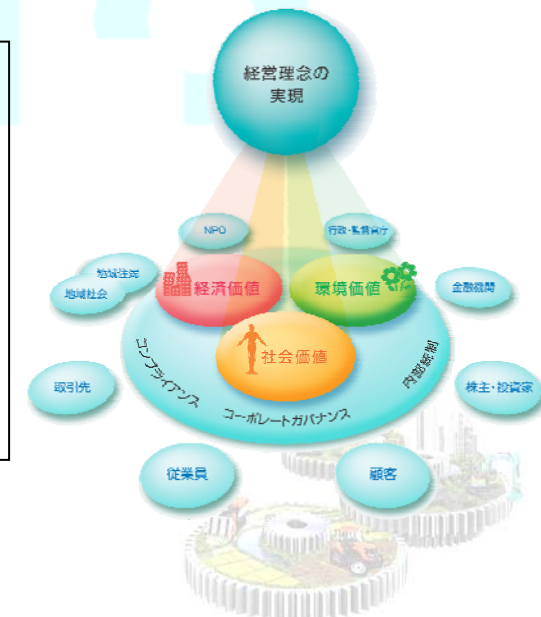 経営理念の
実現
NPO
行政・監督官庁
地域住民
地域社会
経済価値
環境価値
金融機関
社会価値
コンプライアンス
コーポレートガバナンス
内部統制
取引先
株主・投資家
従業員
顧客